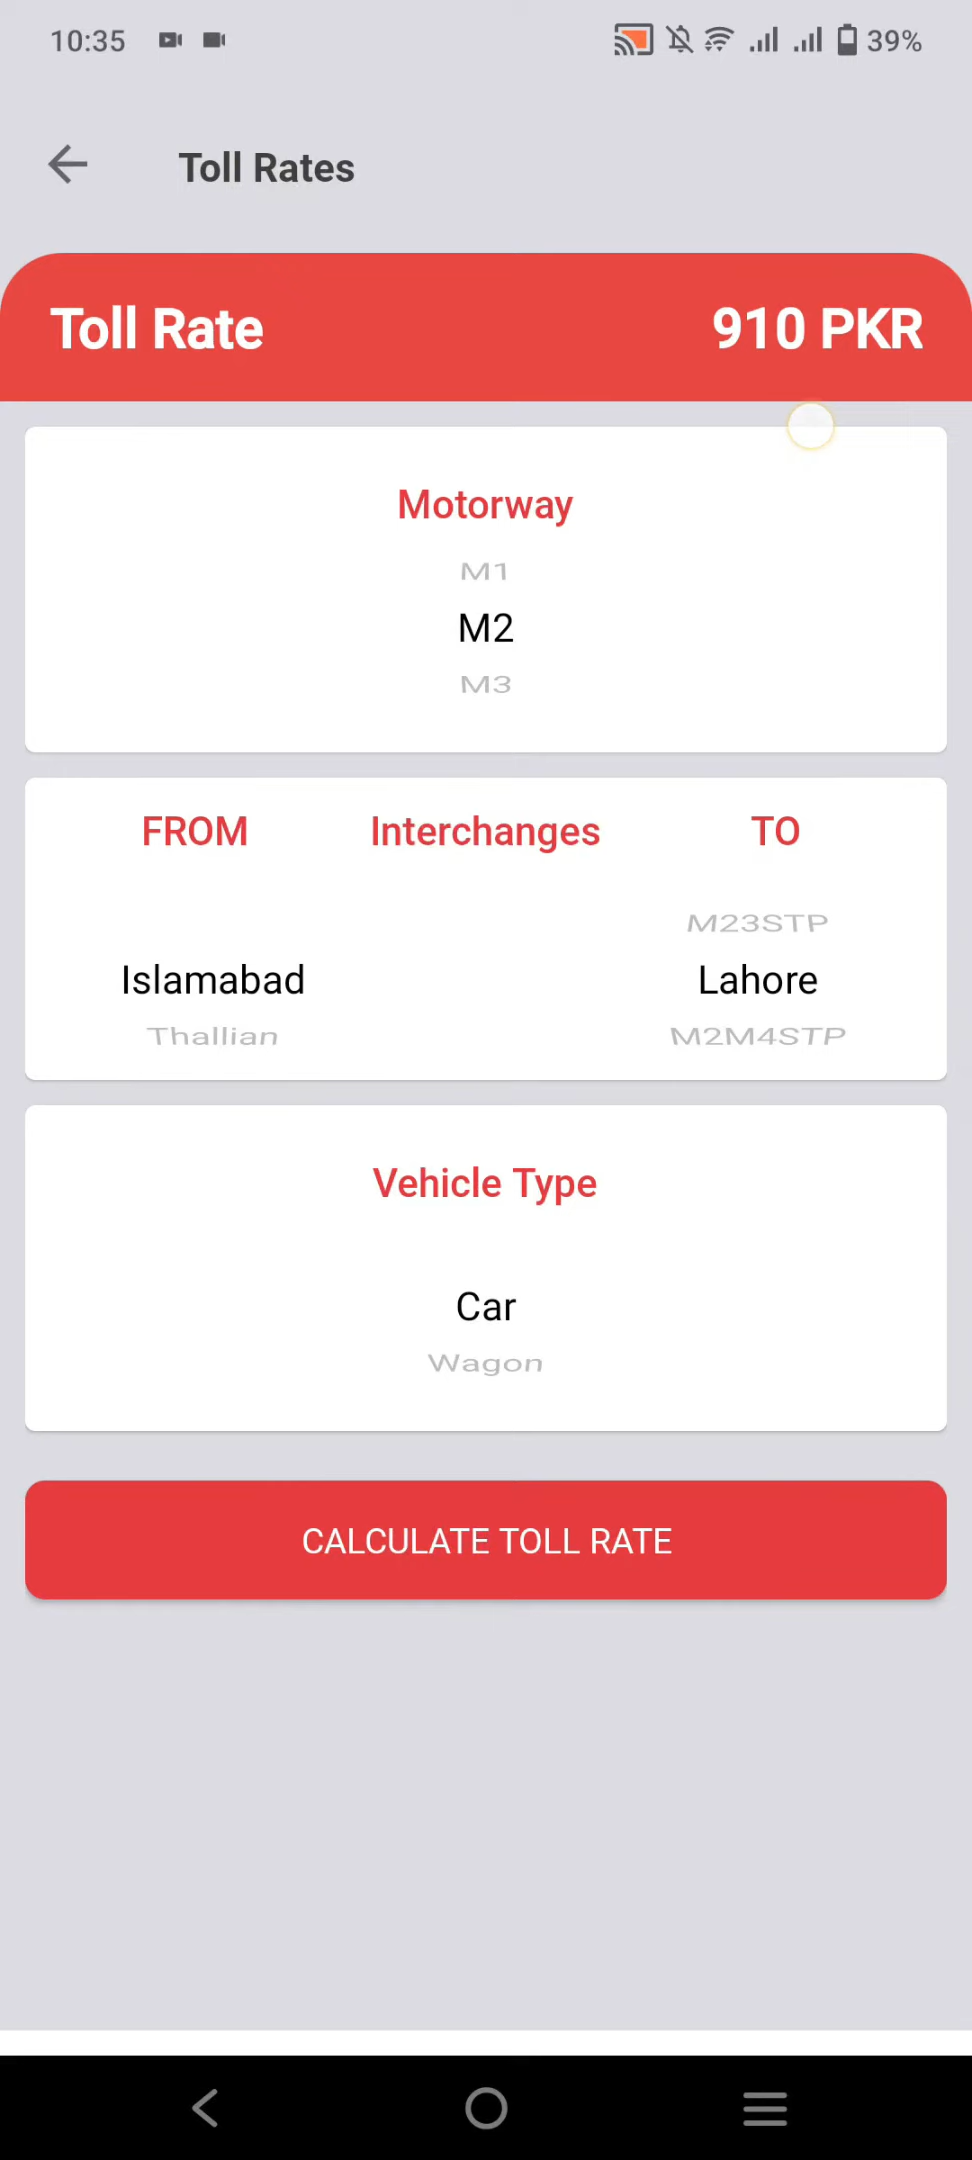 10:35 39%
Toll Rates
Toll Rate 910 PKR
Motorway
M1
M2
M3
FROM Interchanges TO
M23STP
Islamabad Lahore
Thallian M2M4STP
Vehicle Type
Car
Wagon
CALCULATE TOLL RATE